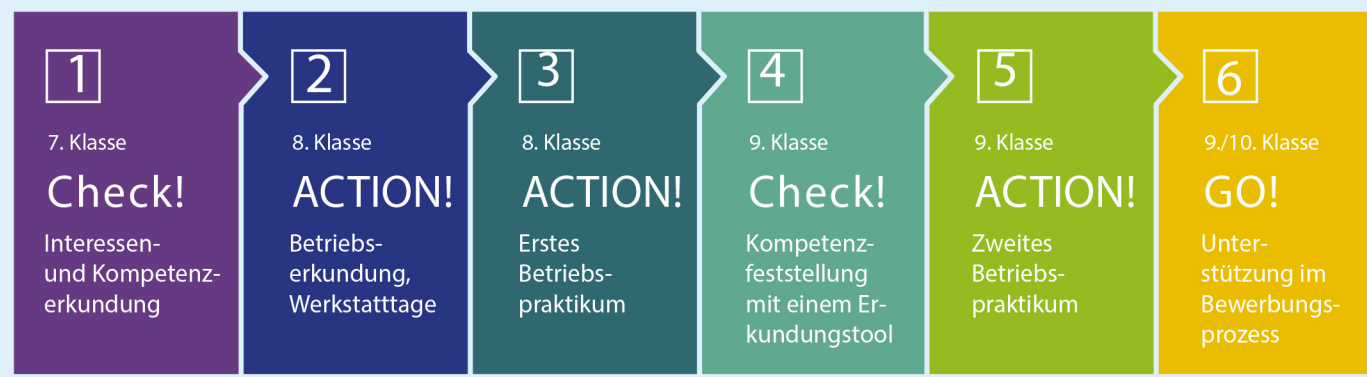 1
7. Klasse
Check!
Interessen-
und Kompetenz-
erkundung
2
8. Klasse
ACTION!
Betriebs-
erkundung,
Werkstatttage
3
8. Klasse
ACTION!
Erstes
Betriebs-
praktikum
4
9. Klasse
Check!
Kompetenz-
feststellung
mit einem Er-
kundungstool
5
9. Klasse
ACTION!
Zweites
Betriebs-
praktikum
6
9./10. Klasse
GO!
Unter-
stützung im
Bewerbungs-
prozess